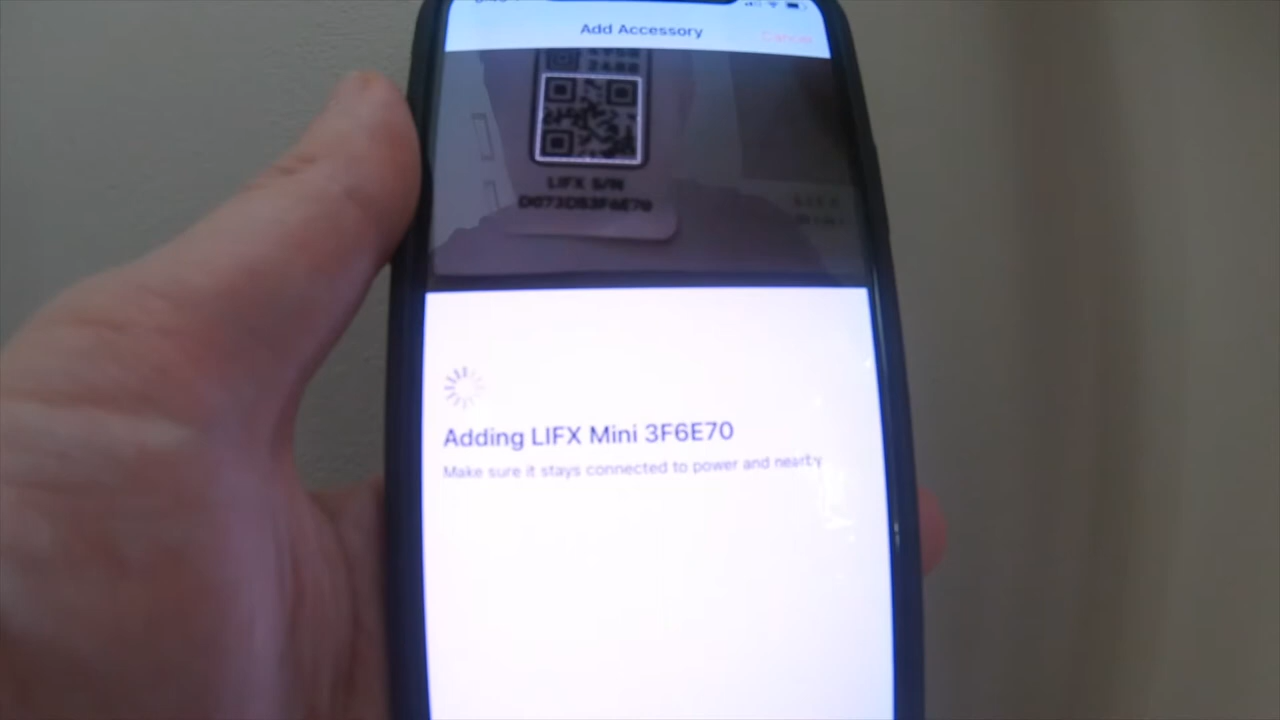 Add Accessory
Cancel
LIFX S/N
D073D53F6E70
Adding LIFX Mini 3F6E70
Make sure it stays connected to power and nearby